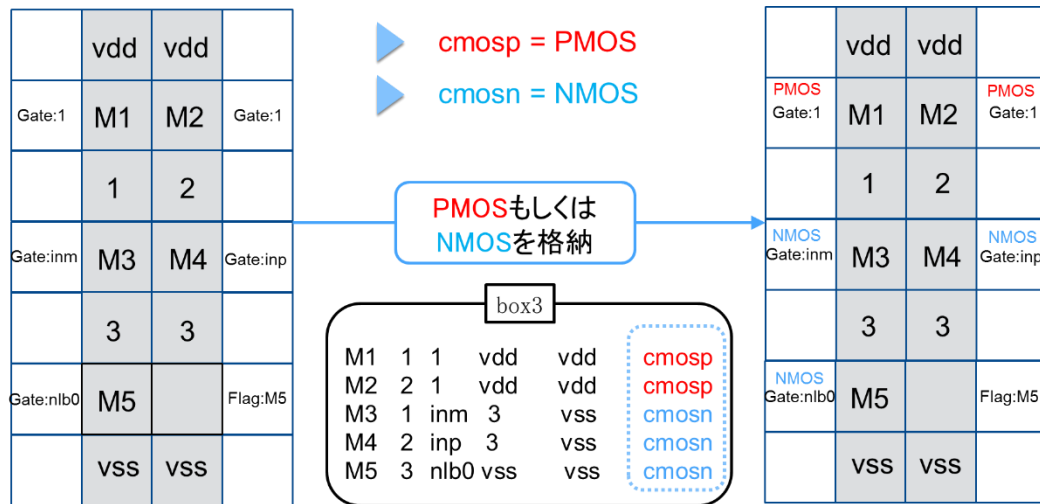 vdd vdd
Gate:1 M1 M2 Gate:1
1 2
Gate:inm M3 M4 Gate:inp
3 3
Gate:nlb0 M5 Flag:M5
vss vss
cmosp = PMOS
cmosn = NMOS
PMOSもしくは
NMOSを格納
box3
M1 1 1 vdd vdd cmosp
M2 2 1 vdd vdd cmosp
M3 1 inm 3 vss cmosn
M4 2 inp 3 vss cmosn
M5 3 nlb0 vss vss cmosn
vdd vdd
PMOS PMOS
Gate:1 M1 M2 Gate:1
1 2
NMOS NMOS
Gate:inm M3 M4 Gate:inp
3 3
NMOS
Gate:nlb0 M5 Flag:M5
vss vss